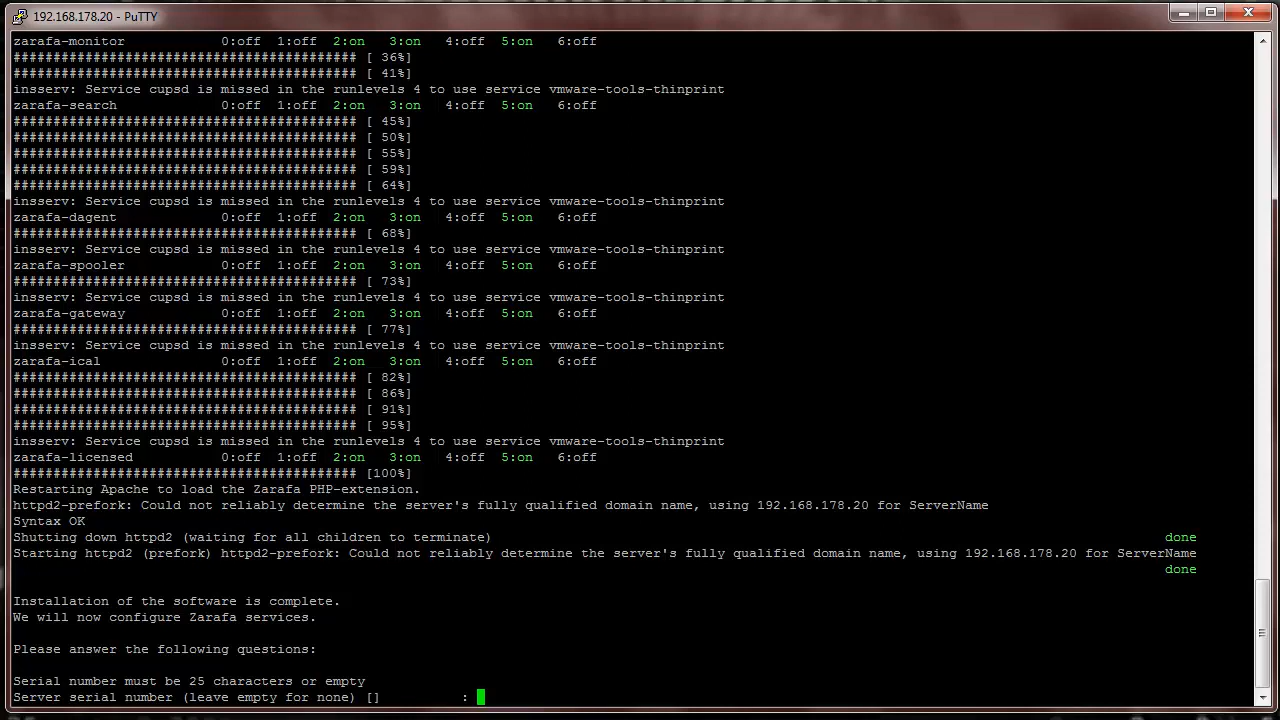 192.168.178.20 - PuTTY
zarafa-monitor 0:off 1:off 2:on 3:on 4:off 5:on 6:off
########################################### [ 36%]
########################################### [ 41%]
insserv: Service cupsd is missed in the runlevels 4 to use service vmware-tools-thinprint
zarafa-search 0:off 1:off 2:on 3:on 4:off 5:on 6:off
########################################### [ 45%]
########################################### [ 50%]
########################################### [ 55%]
########################################### [ 59%]
########################################### [ 64%]
insserv: Service cupsd is missed in the runlevels 4 to use service vmware-tools-thinprint
zarafa-dagent 0:off 1:off 2:on 3:on 4:off 5:on 6:off
########################################### [ 68%]
insserv: Service cupsd is missed in the runlevels 4 to use service vmware-tools-thinprint
zarafa-spooler 0:off 1:off 2:on 3:on 4:off 5:on 6:off
########################################### [ 73%]
insserv: Service cupsd is missed in the runlevels 4 to use service vmware-tools-thinprint
zarafa-gateway 0:off 1:off 2:on 3:on 4:off 5:on 6:off
########################################### [ 77%]
insserv: Service cupsd is missed in the runlevels 4 to use service vmware-tools-thinprint
zarafa-ical 0:off 1:off 2:on 3:on 4:off 5:on 6:off
########################################### [ 82%]
########################################### [ 86%]
########################################### [ 91%]
########################################### [ 95%]
insserv: Service cupsd is missed in the runlevels 4 to use service vmware-tools-thinprint
zarafa-licensed 0:off 1:off 2:on 3:on 4:off 5:on 6:off
########################################### [100%]
Restarting Apache to load the Zarafa PHP-extension.
httpd2-prefork: Could not reliably determine the server's fully qualified domain name, using 192.168.178.20 for ServerName
Syntax OK
Shutting down httpd2 (waiting for all children to terminate) done
Starting httpd2 (prefork) httpd2-prefork: Could not reliably determine the server's fully qualified domain name, using 192.168.178.20 for ServerName
done
Installation of the software is complete.
We will now configure Zarafa services.
Please answer the following questions:
Serial number must be 25 characters or empty
Server serial number (leave empty for none) [] :